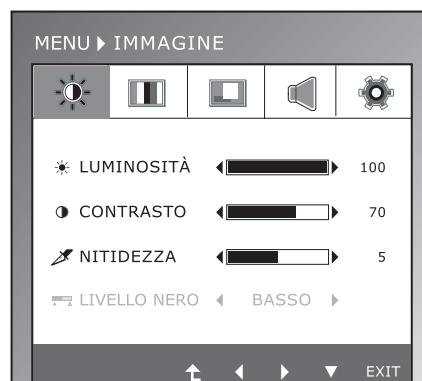 MENU ▶ IMMAGINE
LUMINOSITÀ 100
CONTRASTO 70
NITIDEZZA 5
LIVELLO NERO BASSO
EXIT